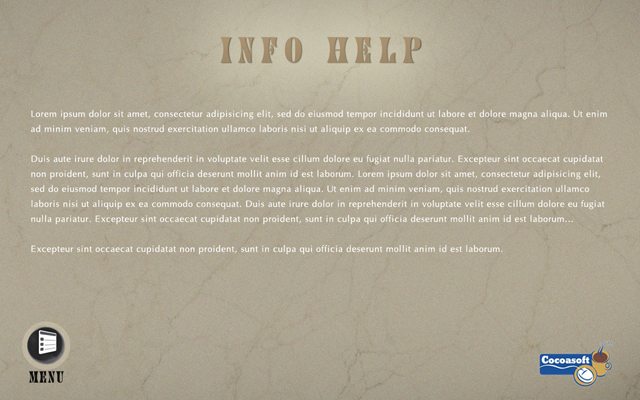 INFO HELP
Lorem ipsum dolor sit amet, consectetur adipisicing elit, sed do eiusmod tempor incididunt ut labore et dolore magna aliqua. Ut enim
ad minim veniam, quis nostrud exercitation ullamco laboris nisi ut aliquip ex ea commodo consequat.
Duis aute irure dolor in reprehenderit in voluptate velit esse cillum dolore eu fugiat nulla pariatur. Excepteur sint occaecat cupidatat
non proident, sunt in culpa qui officia deserunt mollit anim id est laborum. Lorem ipsum dolor sit amet, consectetur adipisicing elit,
sed do eiusmod tempor incididunt ut labore et dolore magna aliqua. Ut enim ad minim veniam, quis nostrud exercitation ullamco
laboris nisi ut aliquip ex ea commodo consequat. Duis aute irure dolor in reprehenderit in voluptate velit esse cillum dolore eu fugiat
nulla pariatur. Excepteur sint occaecat cupidatat non proident, sunt in culpa qui officia deserunt mollit anim id est laborum...
Excepteur sint occaecat cupidatat non proident, sunt in culpa qui officia deserunt mollit anim id est laborum.
MENU
Cocoasoft